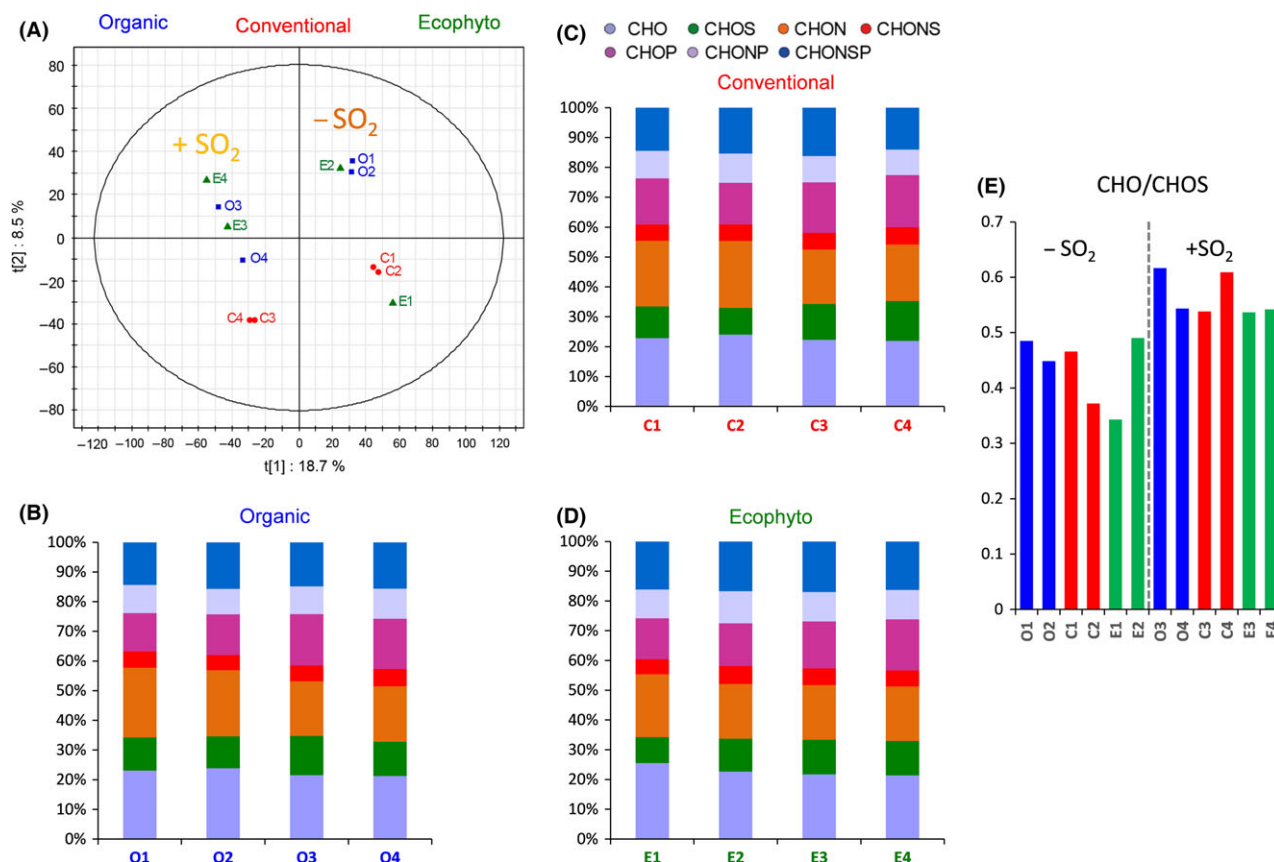 (A)
Organic Conventional Ecophyto
80
60
40
20
0
−20
−40
−60
−80
t[2] : 8.5 %
+ SO2
− SO2
E4
O3
E3
O4
C4 C3
E2
O1
O2
C1
C2
E1
−120 −100 −80 −60 −40 −20 0 20 40 60 80 100 120
t[1] : 18.7 %
(B)
Organic
100%
90%
80%
70%
60%
50%
40%
30%
20%
10%
0%
O1 O2 O3 O4
(C)
CHO CHOS CHON CHONS
CHOP CHONP CHONSP
Conventional
100%
90%
80%
70%
60%
50%
40%
30%
20%
10%
0%
C1 C2 C3 C4
(D)
Ecophyto
100%
90%
80%
70%
60%
50%
40%
30%
20%
10%
0%
E1 E2 E3 E4
(E)
CHO/CHOS
− SO2 +SO2
0.7
0.6
0.5
0.4
0.3
0.2
0.1
0
O1 O2 C1 C2 E1 E2 O3 O4 C3 C4 E3 E4